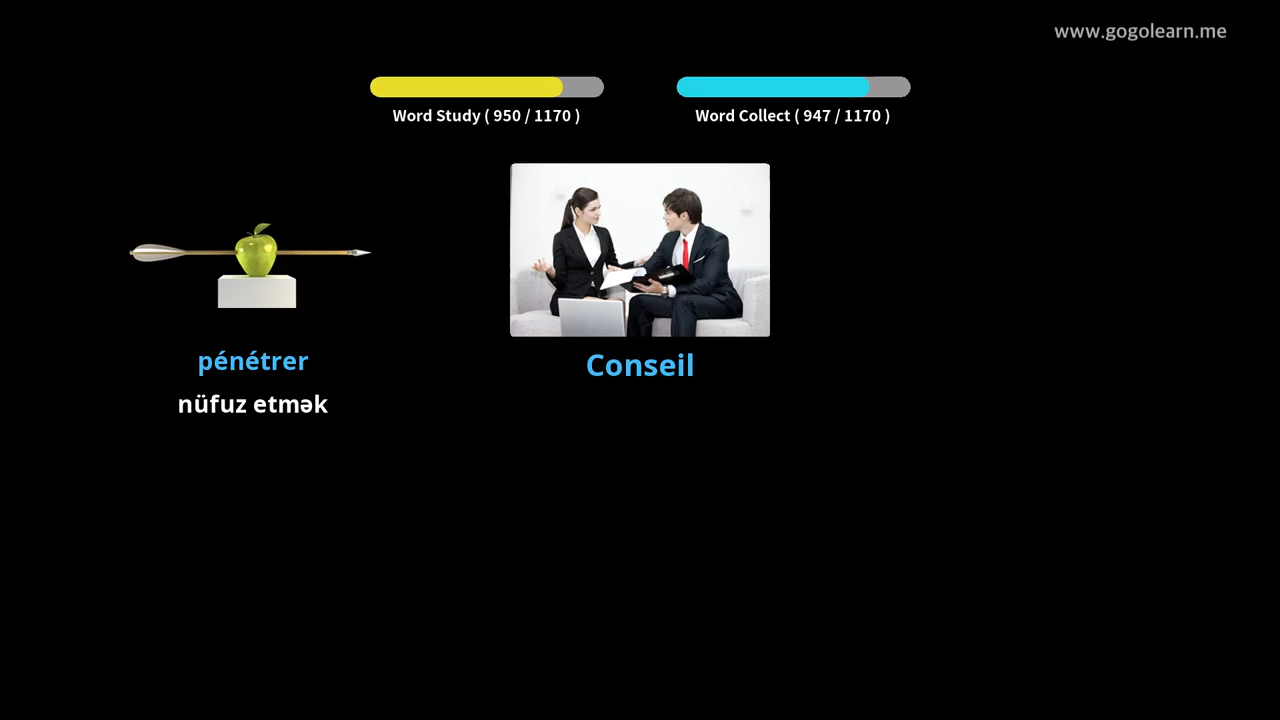 www.gogolearn.me
Word Study ( 950 / 1170 )
Word Collect ( 947 / 1170 )
pénétrer
nüfuz etmək
Conseil